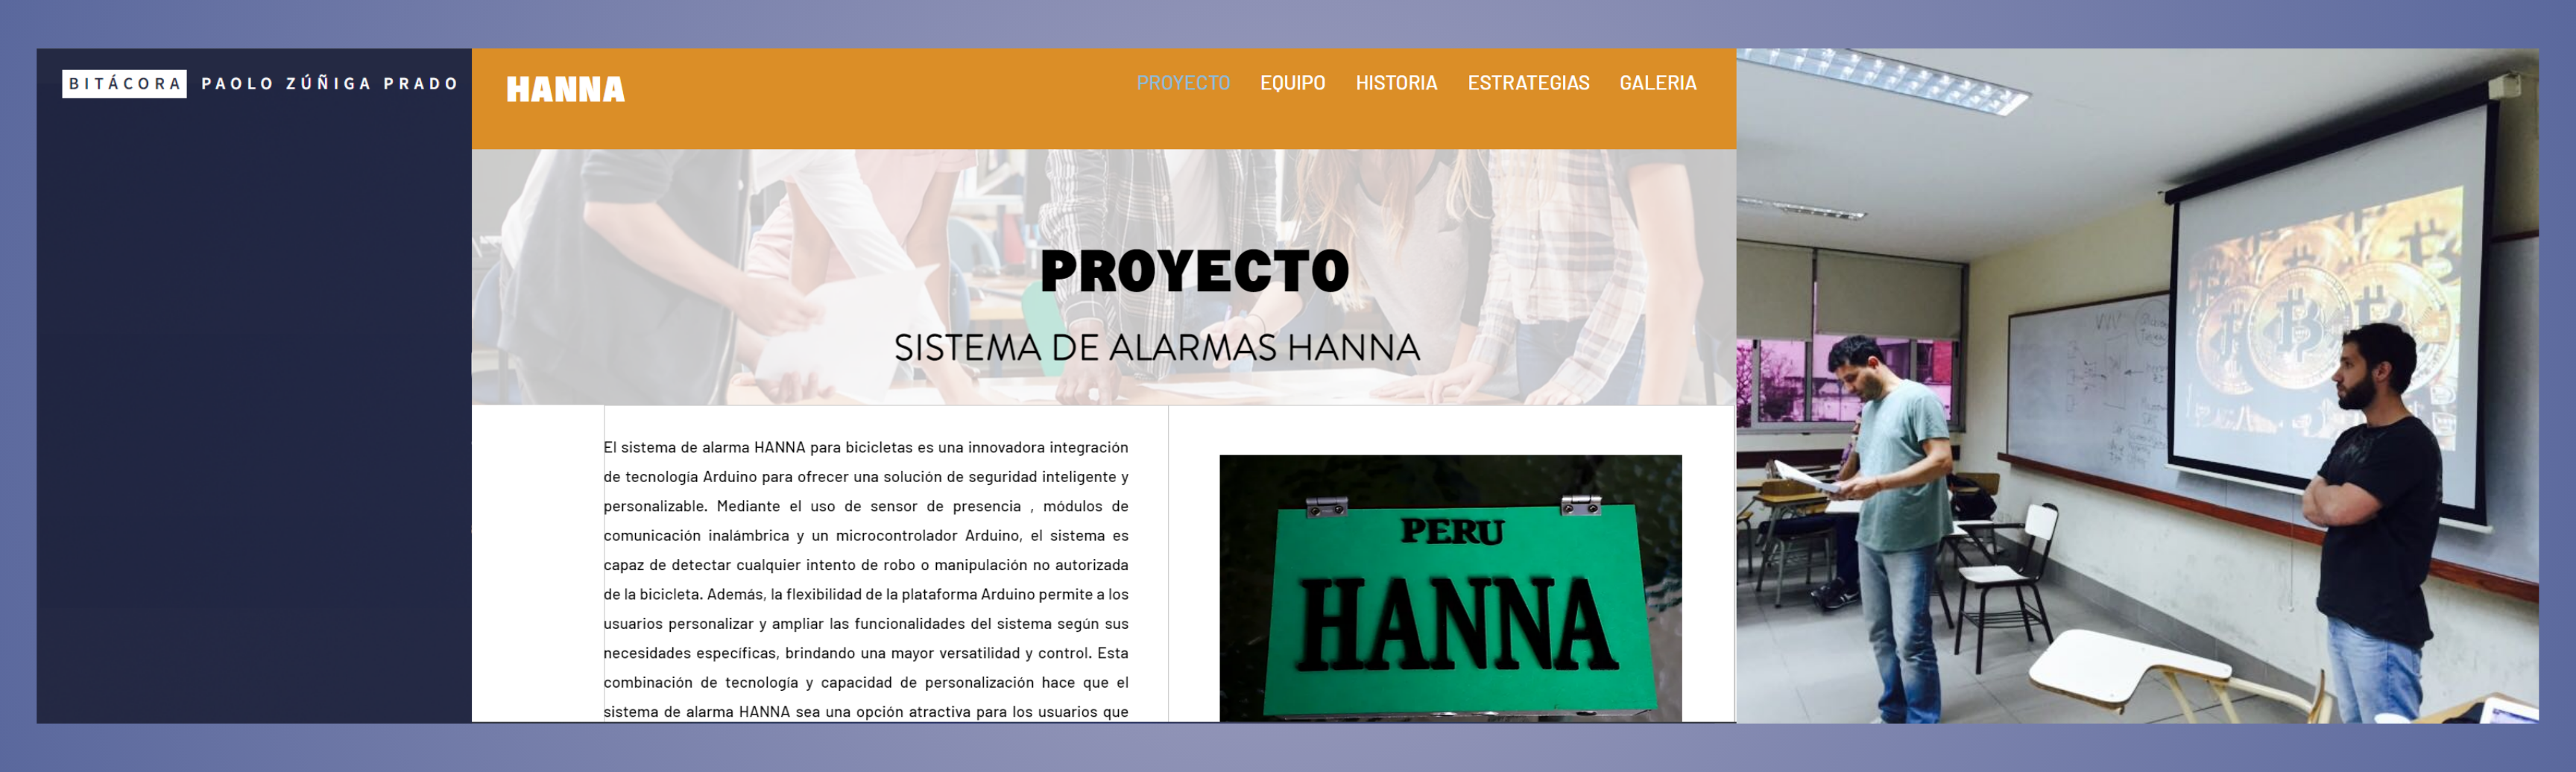 BITÁCORA PAOLO ZÚÑIGA PRADO
HANNA
PROYECTO EQUIPO HISTORIA ESTRATEGIAS GALERIA
PROYECTO
SISTEMA DE ALARMAS HANNA
El sistema de alarma HANNA para bicicletas es una innovadora integración
de tecnología Arduino para ofrecer una solución de seguridad inteligente y
personalizable. Mediante el uso de sensor de presencia , módulos de
comunicación inalámbrica y un microcontrolador Arduino, el sistema es
capaz de detectar cualquier intento de robo o manipulación no autorizada
de la bicicleta. Además, la flexibilidad de la plataforma Arduino permite a los
usuarios personalizar y ampliar las funcionalidades del sistema según sus
necesidades específicas, brindando una mayor versatilidad y control. Esta
combinación de tecnología y capacidad de personalización hace que el
sistema de alarma HANNA sea una opción atractiva para los usuarios que
PERU
HANNA